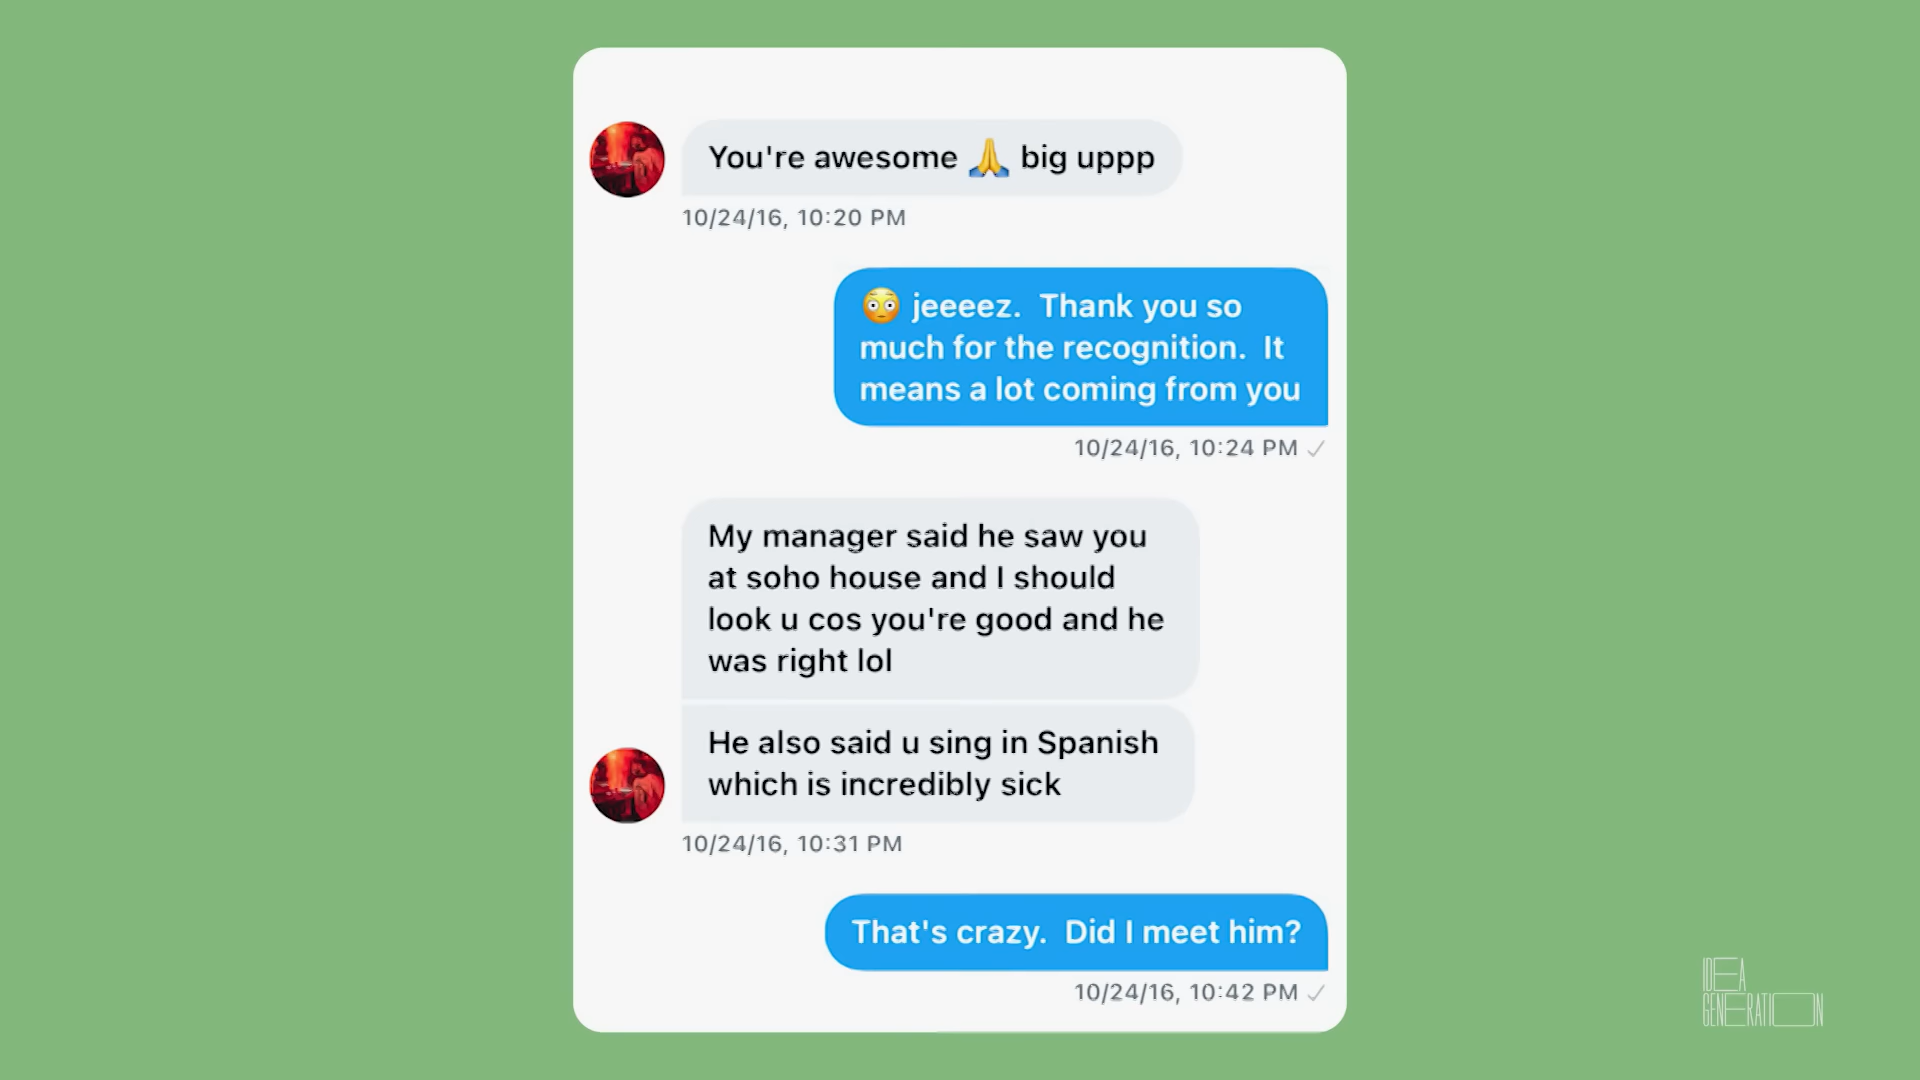 You're awesome 🙏 big uppp
10/24/16, 10:20 PM
😳 jeeeez.  Thank you so
much for the recognition.  It
means a lot coming from you
10/24/16, 10:24 PM ✓
My manager said he saw you
at soho house and I should
look u cos you're good and he
was right lol
He also said u sing in Spanish
which is incredibly sick
10/24/16, 10:31 PM
That's crazy.  Did I meet him?
10/24/16, 10:42 PM ✓
IDEA
GENERATION